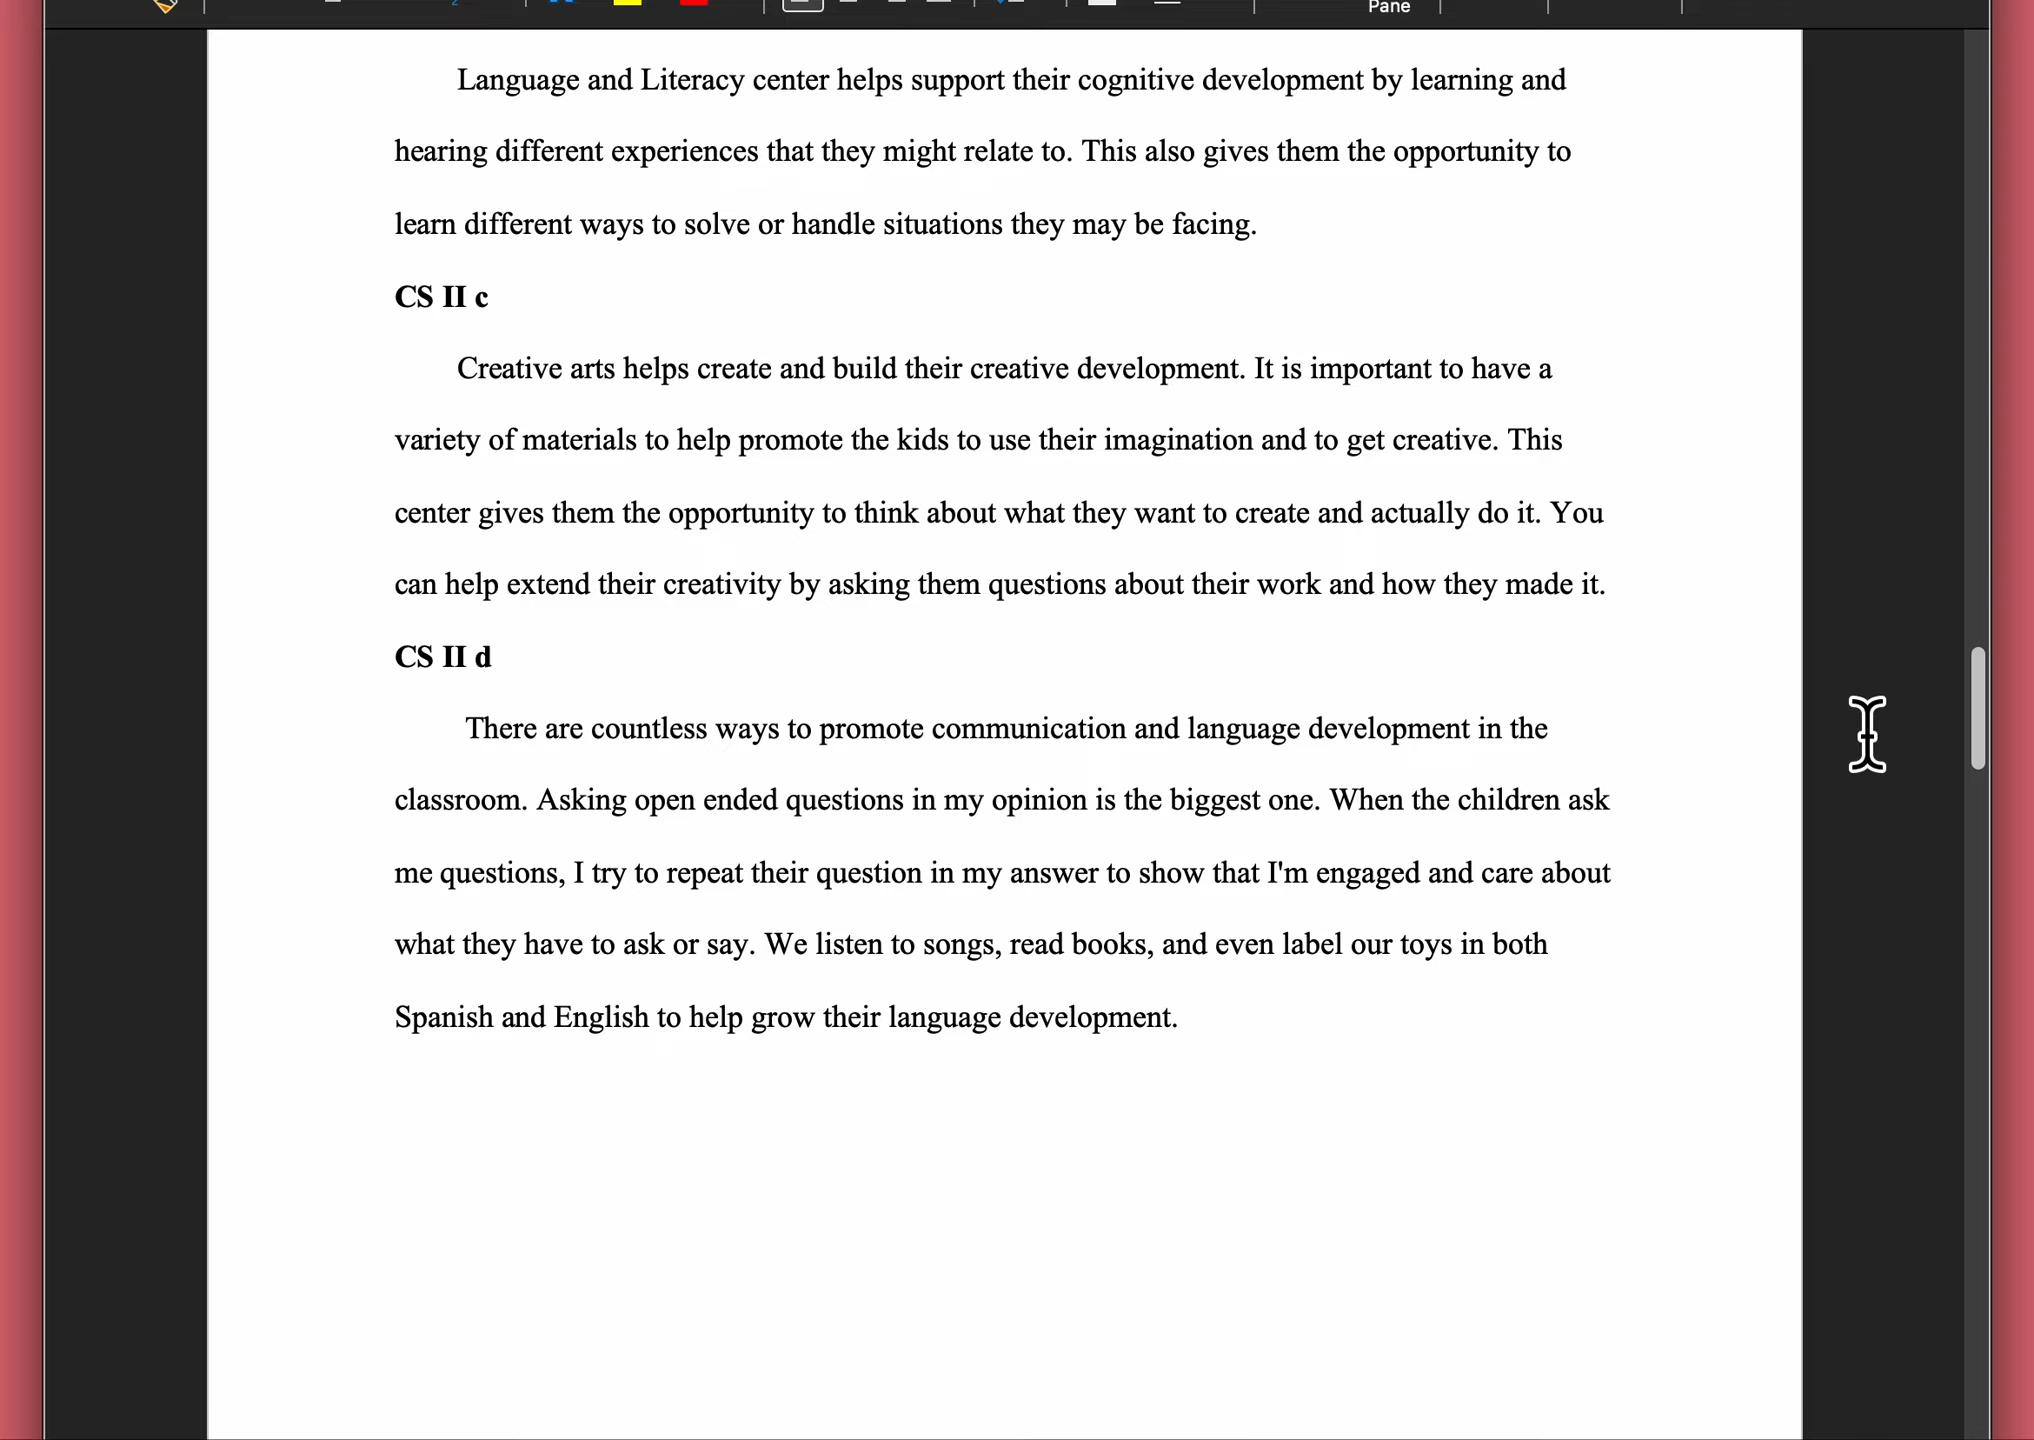 Pane
Language and Literacy center helps support their cognitive development by learning and
hearing different experiences that they might relate to. This also gives them the opportunity to
learn different ways to solve or handle situations they may be facing.
CS II c
Creative arts helps create and build their creative development. It is important to have a
variety of materials to help promote the kids to use their imagination and to get creative. This
center gives them the opportunity to think about what they want to create and actually do it. You
can help extend their creativity by asking them questions about their work and how they made it.
CS II d
There are countless ways to promote communication and language development in the
classroom. Asking open ended questions in my opinion is the biggest one. When the children ask
me questions, I try to repeat their question in my answer to show that I'm engaged and care about
what they have to ask or say. We listen to songs, read books, and even label our toys in both
Spanish and English to help grow their language development.